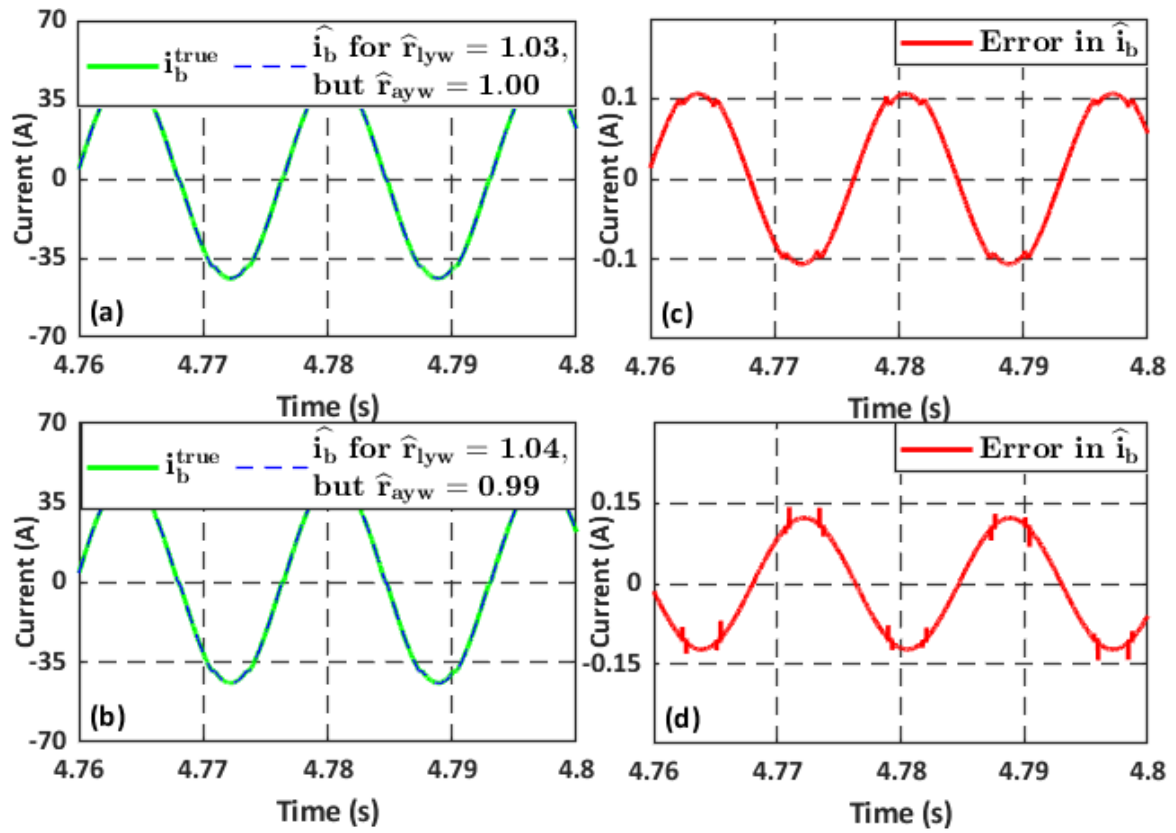 70
35
0
-35
-70
Current (A)
i_b^true
î_b for r̂_lyw = 1.03,
but r̂_ayw = 1.00
(a)
4.76 4.77 4.78 4.79 4.8
Time (s)
0.1
0
-0.1
Current (A)
Error in î_b
(c)
4.76 4.77 4.78 4.79 4.8
Time (s)
70
35
0
-35
-70
Current (A)
i_b^true
î_b for r̂_lyw = 1.04,
but r̂_ayw = 0.99
(b)
4.76 4.77 4.78 4.79 4.8
Time (s)
0.15
0
-0.15
Current (A)
Error in î_b
(d)
4.76 4.77 4.78 4.79 4.8
Time (s)